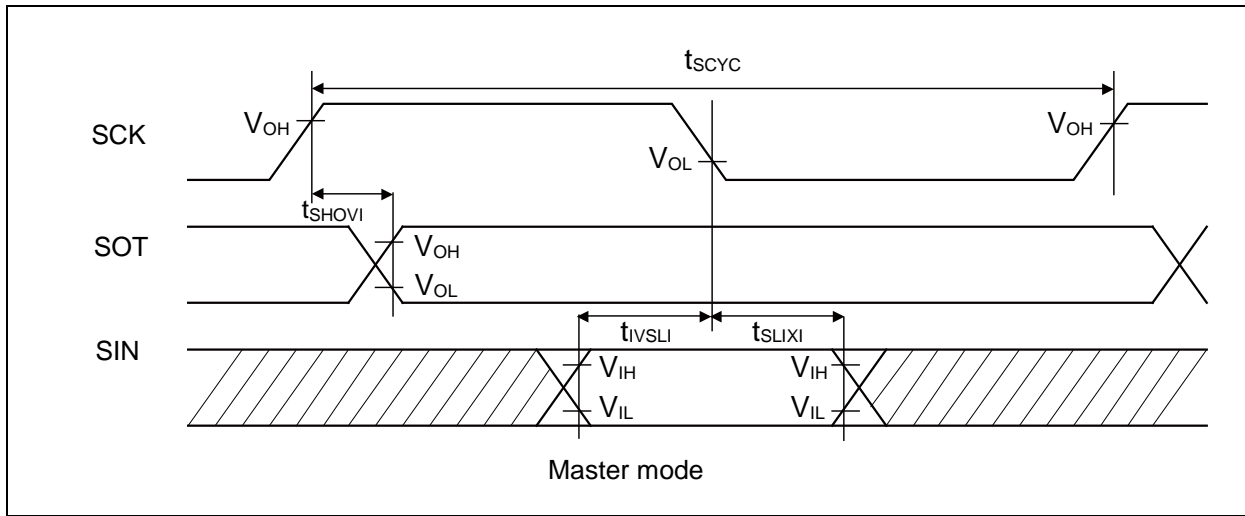 tSCYC
SCK
VOH
VOH
VOL
tSHOVI
SOT
VOH
VOL
tIVSLI
tSLIXI
SIN
VIH
VIH
VIL
VIL
Master mode